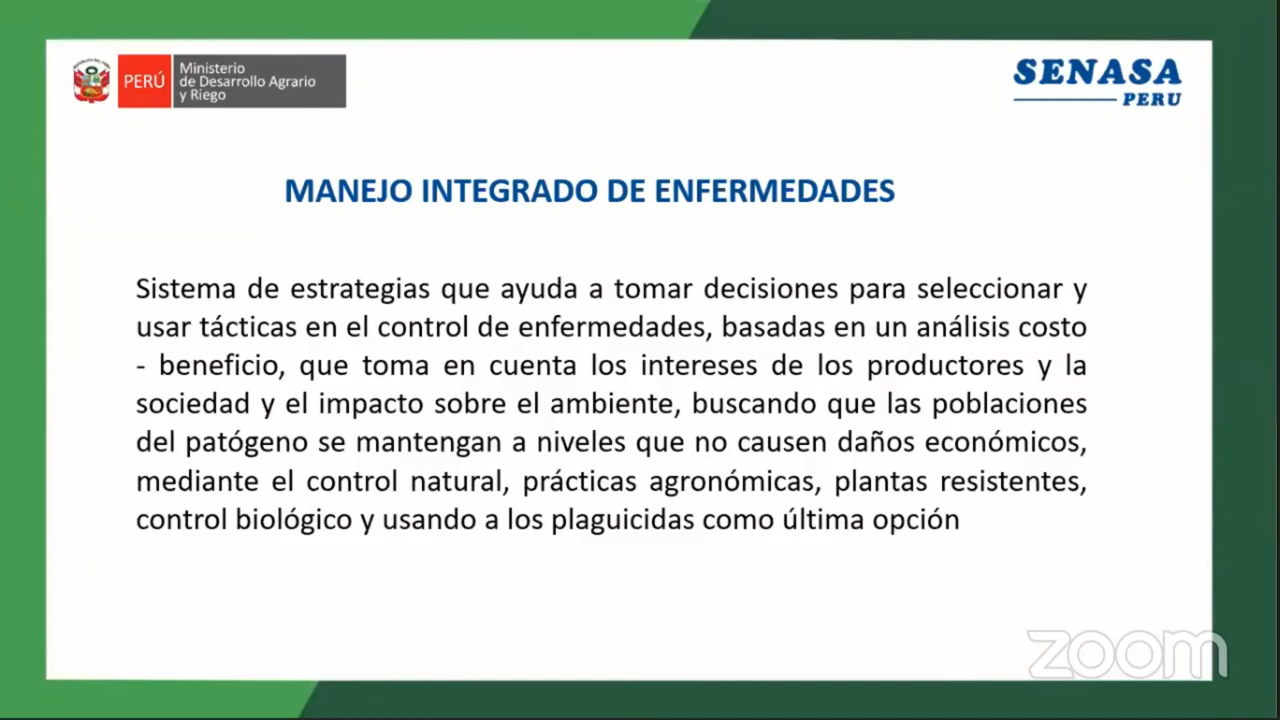 PERÚ
Ministerio
de Desarrollo Agrario
y Riego
SENASA
PERU
MANEJO INTEGRADO DE ENFERMEDADES
Sistema de estrategias que ayuda a tomar decisiones para seleccionar y
usar tácticas en el control de enfermedades, basadas en un análisis costo
- beneficio, que toma en cuenta los intereses de los productores y la
sociedad y el impacto sobre el ambiente, buscando que las poblaciones
del patógeno se mantengan a niveles que no causen daños económicos,
mediante el control natural, prácticas agronómicas, plantas resistentes,
control biológico y usando a los plaguicidas como última opción
zoom